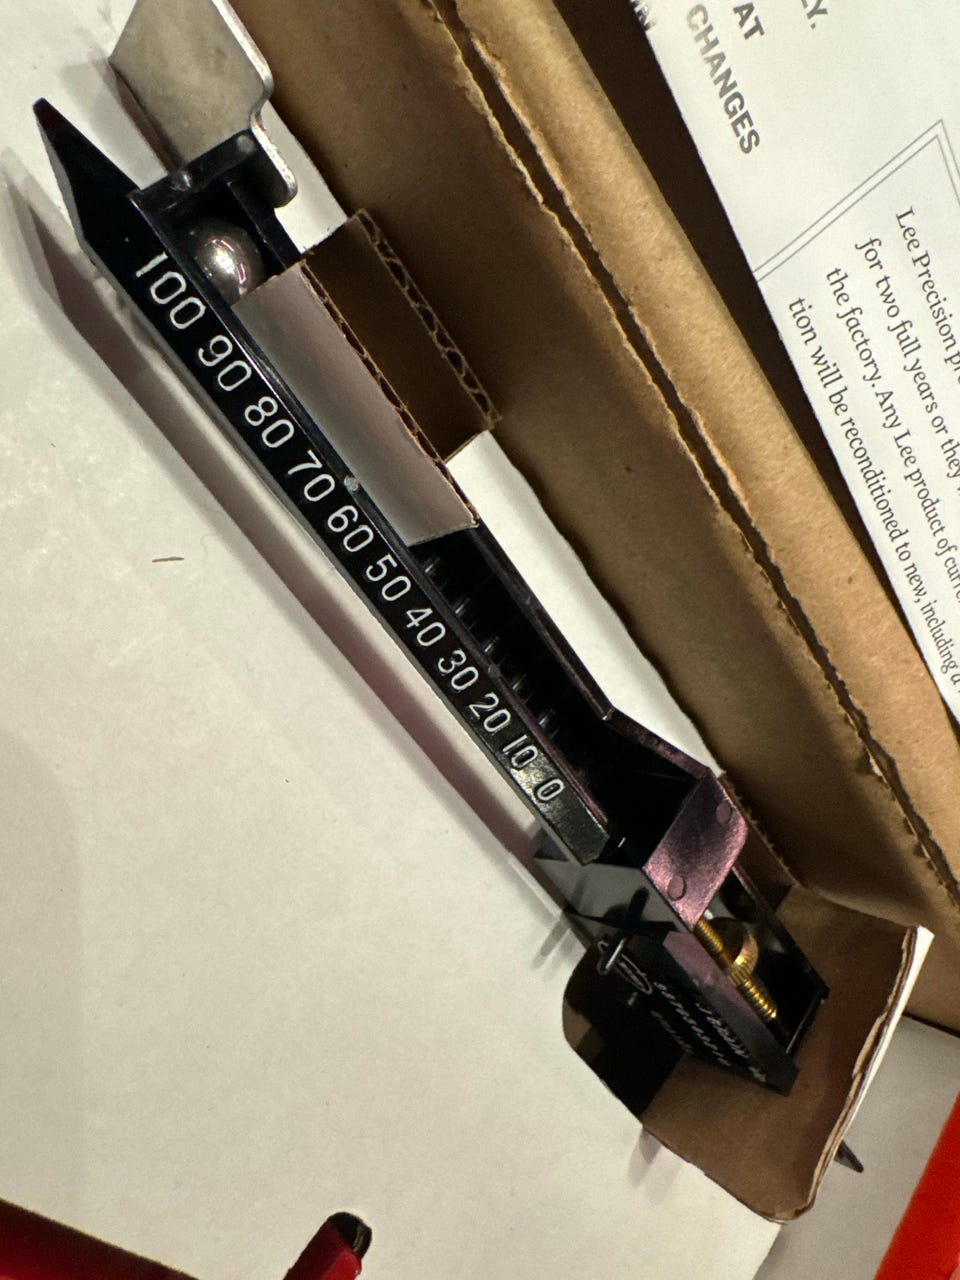 100 90 80 70 60 50 40 30 20 10 0
AT
CHANGES
Lee Precision
for two full years or they
the factory. Any Lee product of
tion will be reconditioned to new, including a